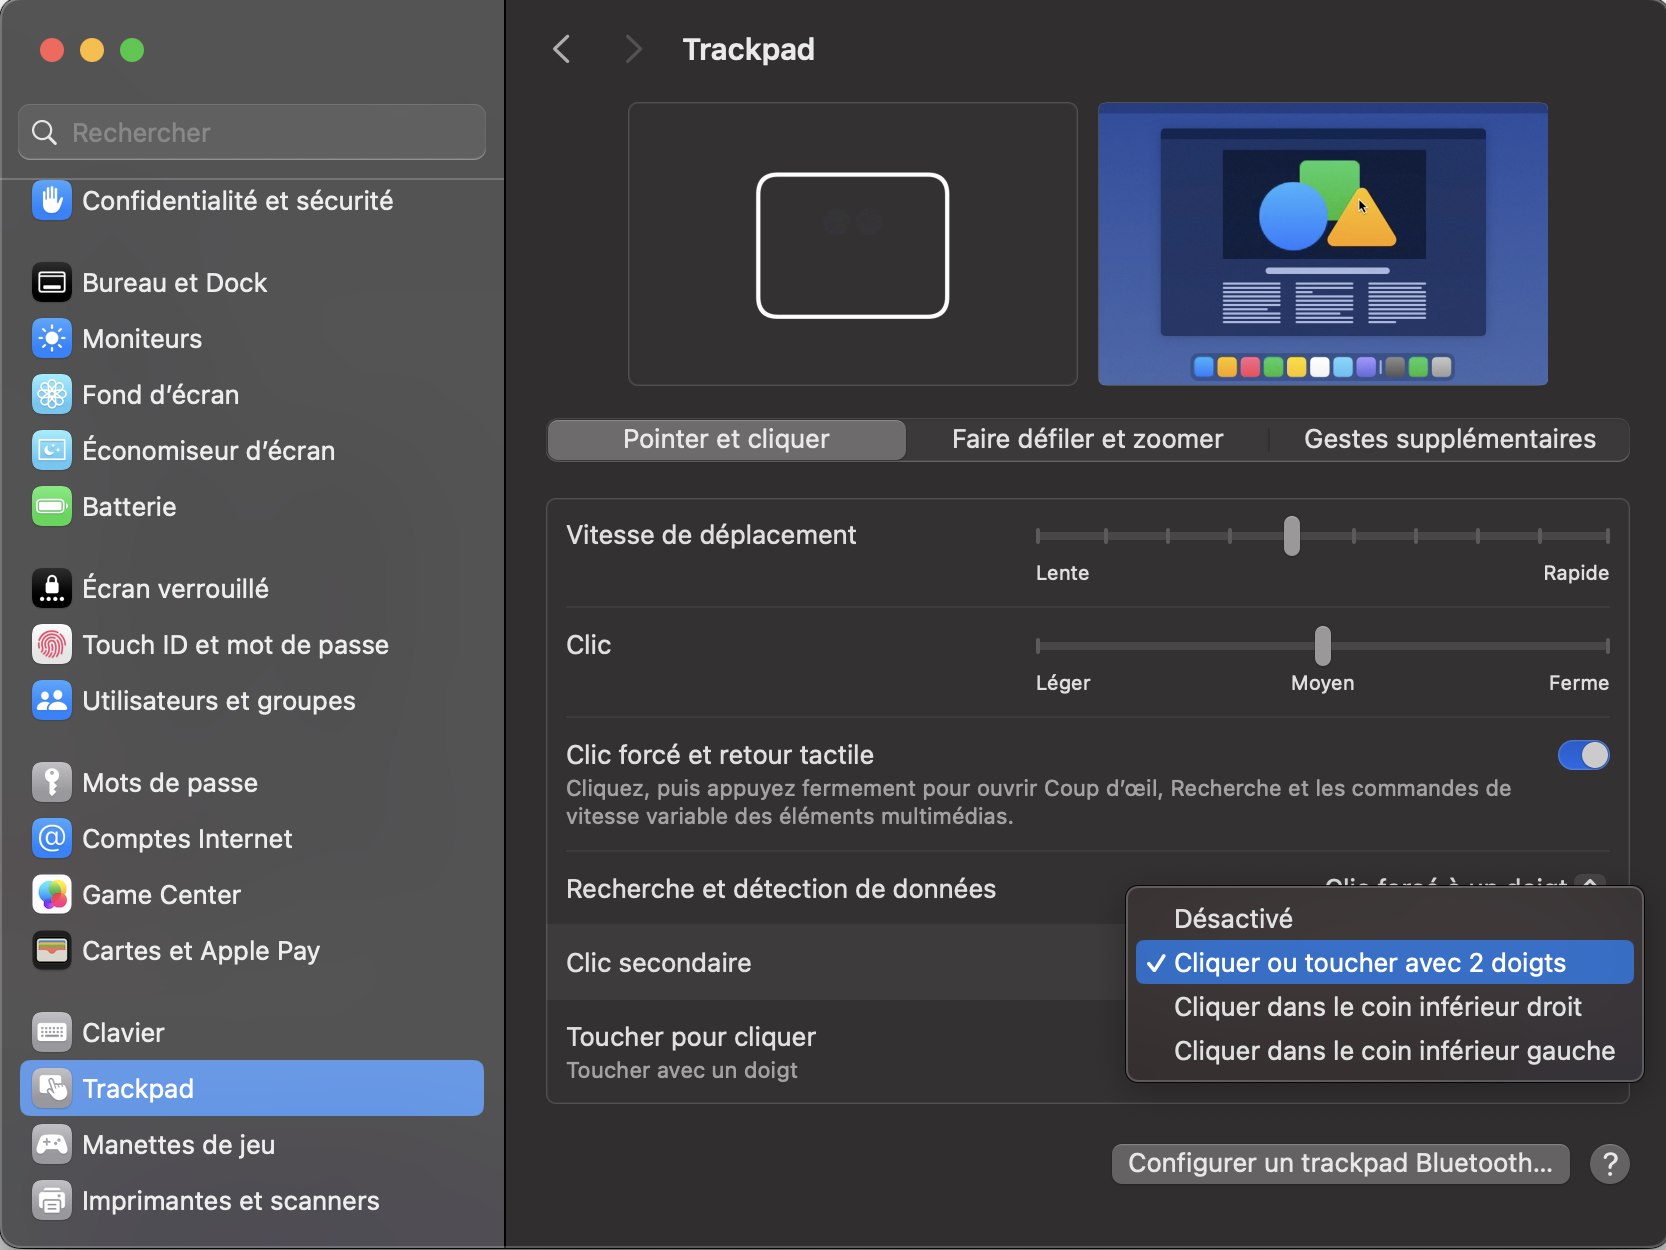 Rechercher
Confidentialité et sécurité
Bureau et Dock
Moniteurs
Fond d’écran
Économiseur d’écran
Batterie
Écran verrouillé
Touch ID et mot de passe
Utilisateurs et groupes
Mots de passe
Comptes Internet
Game Center
Cartes et Apple Pay
Clavier
Trackpad
Manettes de jeu
Imprimantes et scanners
Trackpad
Pointer et cliquer
Faire défiler et zoomer
Gestes supplémentaires
Vitesse de déplacement
Lente
Rapide
Clic
Léger
Moyen
Ferme
Clic forcé et retour tactile
Cliquez, puis appuyez fermement pour ouvrir Coup d’œil, Recherche et les commandes de
vitesse variable des éléments multimédias.
Recherche et détection de données
Clic forcé à un doigt
Clic secondaire
Désactivé
✓ Cliquer ou toucher avec 2 doigts
Cliquer dans le coin inférieur droit
Cliquer dans le coin inférieur gauche
Toucher pour cliquer
Toucher avec un doigt
Configurer un trackpad Bluetooth...
?